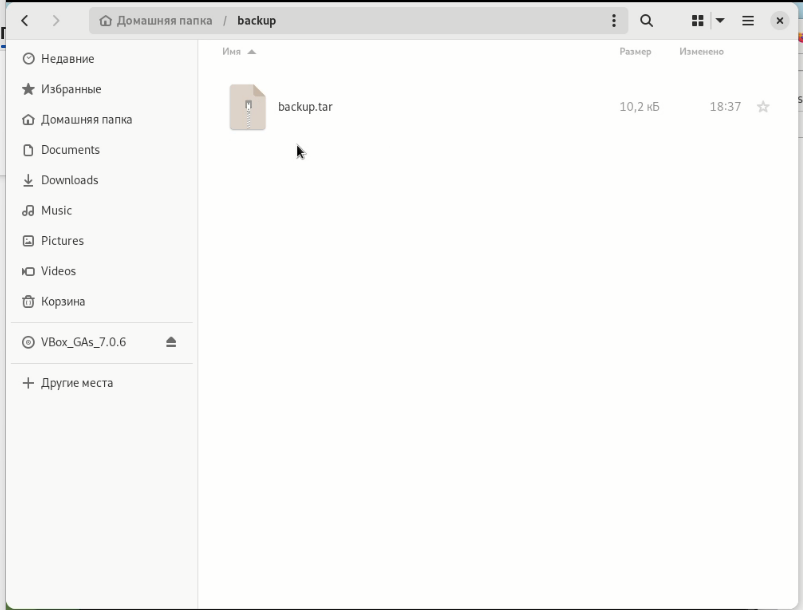 Домашняя папка / backup
Недавние
Избранные
Домашняя папка
Documents
Downloads
Music
Pictures
Videos
Корзина
VBox_GAs_7.0.6
Другие места
Имя Размер Изменено
backup.tar 10,2 кБ 18:37